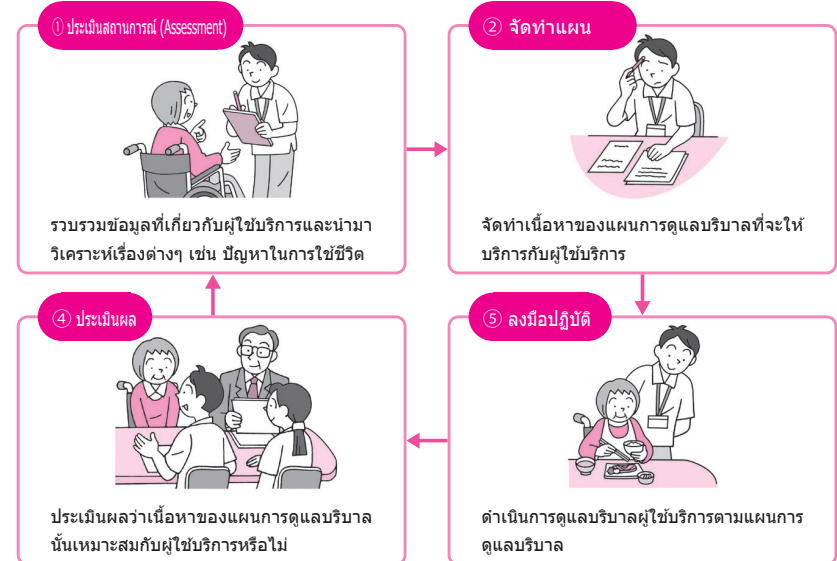 ① ประเมินสถานการณ์ (Assessment)
รวบรวมข้อมูลที่เกี่ยวกับผู้ใช้บริการและนำมา
วิเคราะห์เรื่องต่างๆ เช่น ปัญหาในการใช้ชีวิต
② จัดทำแผน
จัดทำเนื้อหาของแผนการดูแลบริบาลที่จะให้
บริการกับผู้ใช้บริการ
④ ประเมินผล
ประเมินผลว่าเนื้อหาของแผนการดูแลบริบาล
นั้นเหมาะสมกับผู้ใช้บริการหรือไม่
⑤ ลงมือปฏิบัติ
ดำเนินการดูแลบริบาลผู้ใช้บริการตามแผนการ
ดูแลบริบาล